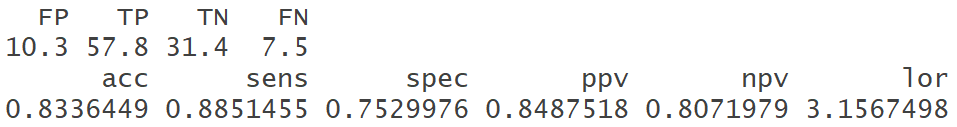 FP TP TN FN
10.3 57.8 31.4 7.5
acc sens spec ppv npv lor
0.8336449 0.8851455 0.7529976 0.8487518 0.8071979 3.1567498